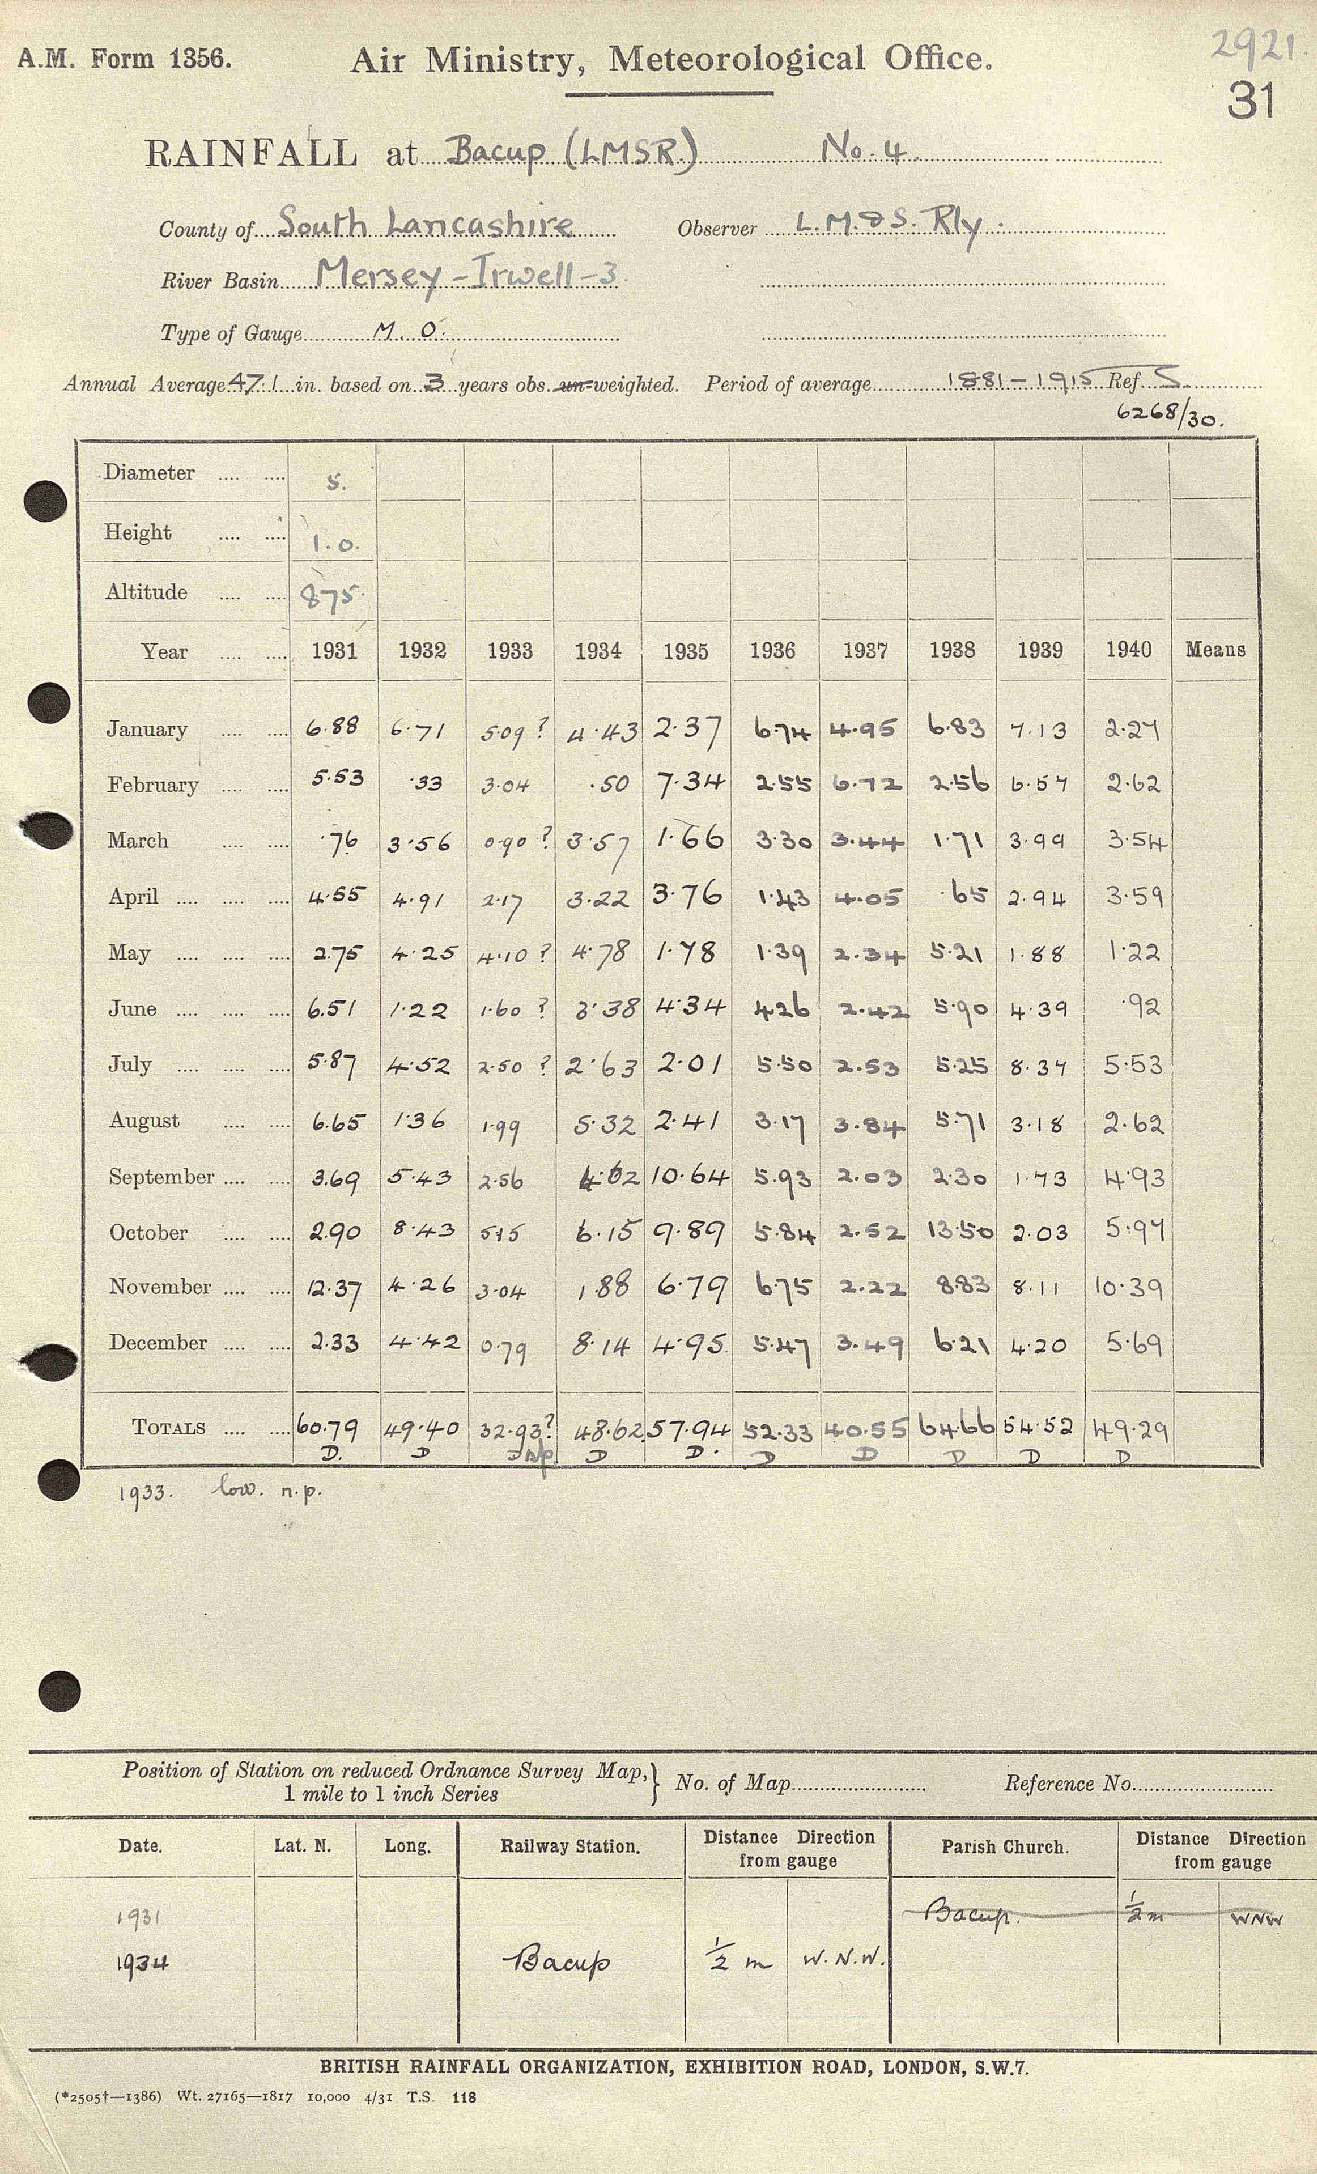 2921.
A.M. Form 1356. Air Ministry, Meteorological Office.
31
RAINFALL at Bacup (LMSR.) No. 4.
County of South Lancashire Observer L.M.&S. Rly.
River Basin Mersey-Irwell-3
Type of Gauge M.O.
Annual Average 47.1 in. based on 3 years obs. un-weighted. Period of average 1881-1915 Ref. S.
6268/30.
Diameter .... .... 5.
Height .... .... 1.0.
Altitude .... .... 875
Year .... .... 1931 1932 1933 1934 1935 1936 1937 1938 1939 1940 Means
January .... .... 6.88 6.71 5.09? 4.43 2.37 6.74 4.95 6.83 7.13 2.27
February .... .... 5.53 .33 3.04 .50 7.34 2.55 6.72 2.56 6.57 2.62
March .... .... .76 3.56 0.90? 3.57 1.66 3.30 3.44 1.71 3.99 3.54
April .... .... .... 4.55 4.91 2.17 3.22 3.76 1.43 4.05 .65 2.94 3.59
May .... .... .... 2.75 4.25 4.10? 4.78 1.78 1.39 2.34 5.21 1.88 1.22
June .... .... .... 6.51 1.22 1.60? 3.38 4.34 4.26 2.42 5.90 4.39 .92
July .... .... .... 5.87 4.52 2.50? 2.63 2.01 5.50 2.53 5.25 8.37 5.53
August .... .... 6.65 1.36 1.99 5.32 2.41 3.17 3.84 5.71 3.18 2.62
September .... .... 3.69 5.43 2.56 4.62 10.64 5.93 2.03 2.30 1.73 4.93
October .... .... 2.90 8.43 5.15 6.15 9.89 5.84 2.52 13.50 2.03 5.97
November .... .... 12.37 4.26 3.04 1.88 6.79 6.75 2.22 8.83 8.11 10.39
December .... .... 2.33 4.42 0.79 8.14 4.95 5.47 3.49 6.21 4.20 5.69
TOTALS .... .... 60.79 49.40 32.93? 48.62 57.94 52.33 40.55 64.66 54.52 49.29
D. D D D. D D D D D
1933. low. n.p.
Position of Station on reduced Ordnance Survey Map, } No. of Map Reference No.
1 mile to 1 inch Series
Date. Lat. N. Long. Railway Station. Distance Direction Parish Church. Distance Direction
from gauge from gauge
1931 Bacup. ½ m WNW
1934 Bacup ½ m W.N.W.
BRITISH RAINFALL ORGANIZATION, EXHIBITION ROAD, LONDON, S.W.7.
(*2505†—1386) Wt. 27165—1817 10,000 4/31 T.S. 118